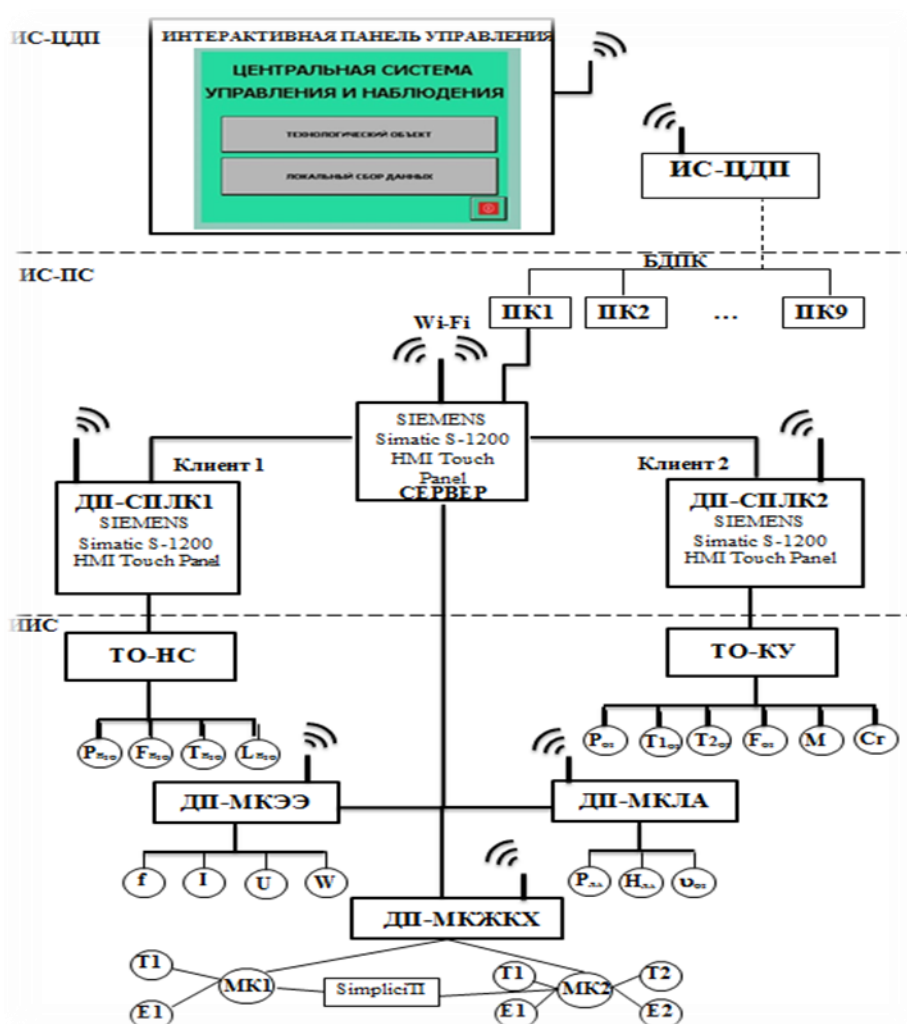 ИС-ЦДП
ИНТЕРАКТИВНАЯ ПАНЕЛЬ УПРАВЛЕНИЯ
ЦЕНТРАЛЬНАЯ СИСТЕМА
УПРАВЛЕНИЯ И НАБЛЮДЕНИЯ
ТЕХНОЛОГИЧЕСКИЙ ОБЪЕКТ
ЛОКАЛЬНЫЙ СБОР ДАННЫХ
ИС-ЦДП
ИС-ПС
БДПК
ПК1
ПК2
...
ПК9
Wi-Fi
SIEMENS
Simatic S-1200
HMI Touch
Panel
СЕРВЕР
Клиент 1
Клиент 2
ДП-СПЛК1
SIEMENS
Simatic S-1200
HMI Touch Panel
ДП-СПЛК2
SIEMENS
Simatic S-1200
HMI Touch Panel
ИИС
ТО-НС
ТО-КУ
P F T L
P T1 T2 F M Cг
ДП-МКЭЭ
ДП-МКЛА
f I U W
P H υ
ДП-МКЖКХ
T1
E1
МК1
SimpliciTI
T1
E1
МК2
T2
E2